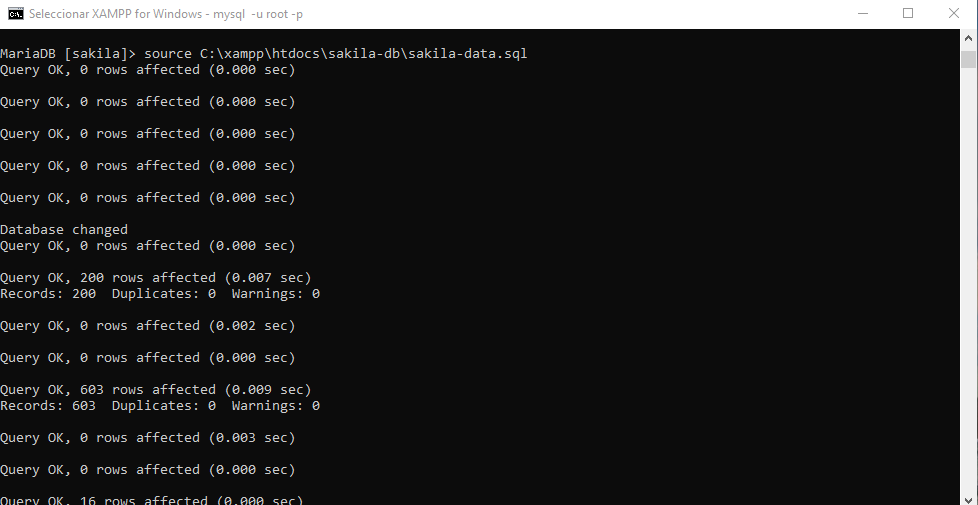 Seleccionar XAMPP for Windows - mysql -u root -p
MariaDB [sakila]> source C:\xampp\htdocs\sakila-db\sakila-data.sql
Query OK, 0 rows affected (0.000 sec)
Query OK, 0 rows affected (0.000 sec)
Query OK, 0 rows affected (0.000 sec)
Query OK, 0 rows affected (0.000 sec)
Query OK, 0 rows affected (0.000 sec)
Database changed
Query OK, 0 rows affected (0.000 sec)
Query OK, 200 rows affected (0.007 sec)
Records: 200  Duplicates: 0  Warnings: 0
Query OK, 0 rows affected (0.002 sec)
Query OK, 0 rows affected (0.000 sec)
Query OK, 603 rows affected (0.009 sec)
Records: 603  Duplicates: 0  Warnings: 0
Query OK, 0 rows affected (0.003 sec)
Query OK, 0 rows affected (0.000 sec)
Query OK, 16 rows affected (0.000 sec)